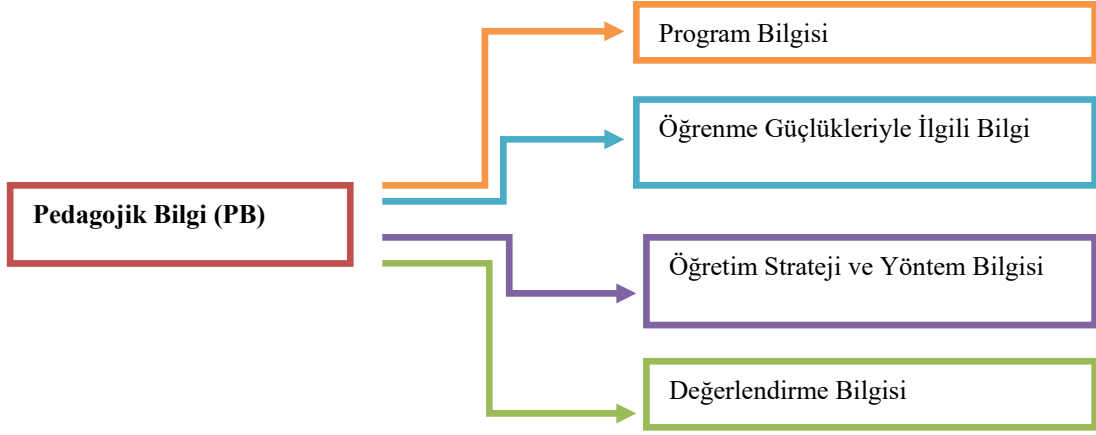 Program Bilgisi
Öğrenme Güçlükleriyle İlgili Bilgi
Pedagojik Bilgi (PB)
Öğretim Strateji ve Yöntem Bilgisi
Değerlendirme Bilgisi